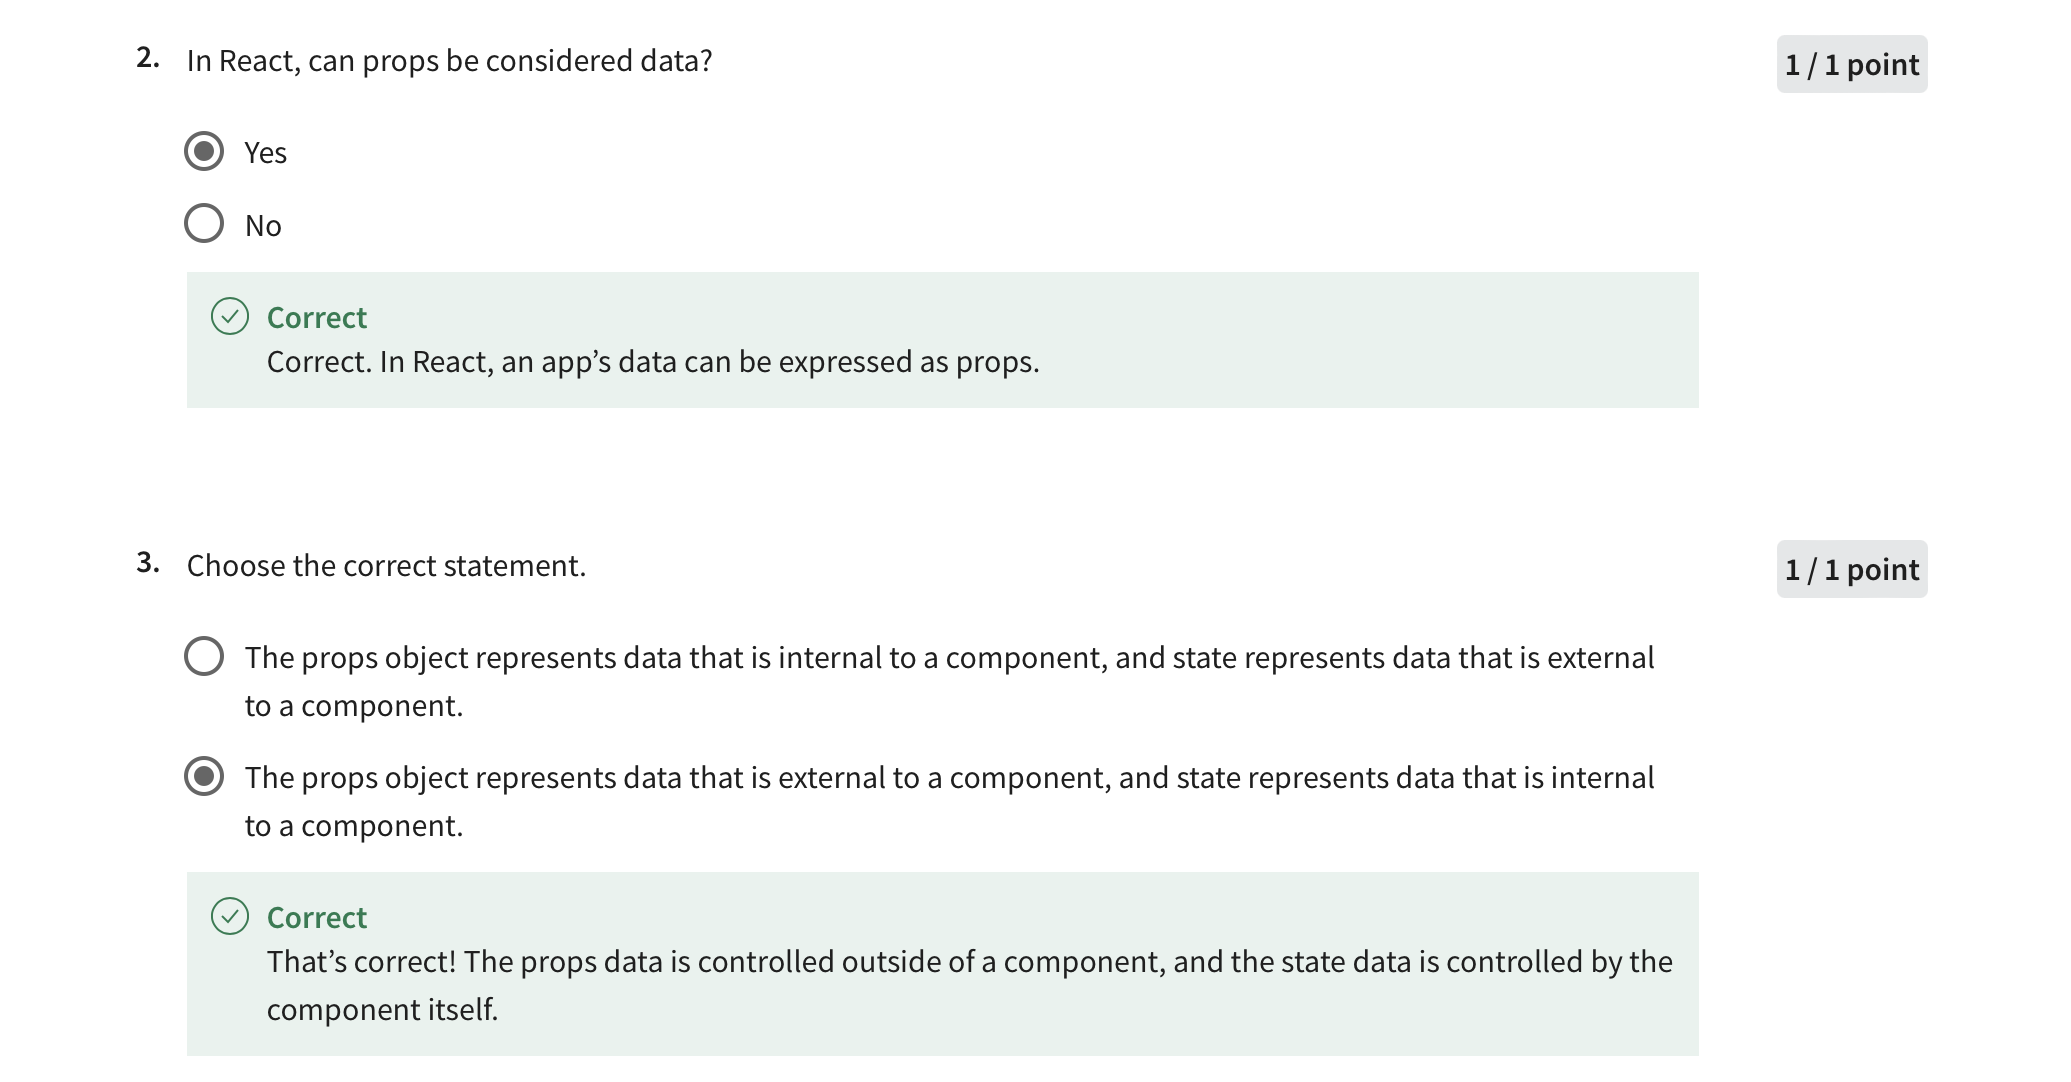 2. In React, can props be considered data?
1 / 1 point
Yes
No
Correct
Correct. In React, an app’s data can be expressed as props.
3. Choose the correct statement.
1 / 1 point
The props object represents data that is internal to a component, and state represents data that is external
to a component.
The props object represents data that is external to a component, and state represents data that is internal
to a component.
Correct
That’s correct! The props data is controlled outside of a component, and the state data is controlled by the
component itself.